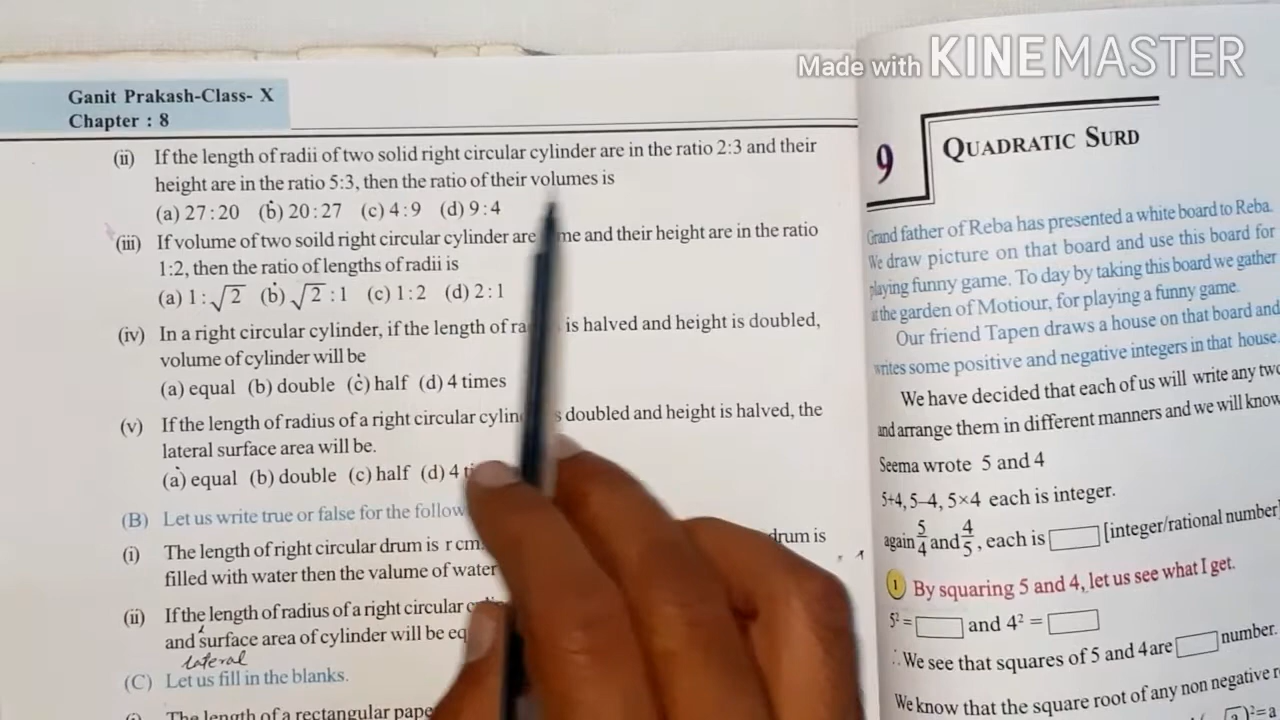 Made with KINEMASTER
Ganit Prakash-Class- X
Chapter : 8
(ii) If the length of radii of two solid right circular cylinder are in the ratio 2:3 and their
height are in the ratio 5:3, then the ratio of their volumes is
(a) 27:20 (b) 20:27 (c) 4:9 (d) 9:4
(iii) If volume of two soild right circular cylinder are me and their height are in the ratio
1:2, then the ratio of lengths of radii is
(a) 1:√2 (b) √2:1 (c) 1:2 (d) 2:1
(iv) In a right circular cylinder, if the length of is halved and height is doubled,
volume of cylinder will be
(a) equal (b) double (c) half (d) 4 times
(v) If the length of radius of a right circular doubled and height is halved, the
lateral surface area will be.
(a) equal (b) double (c) half (d) 4
(B) Let us write true or false for the
(i) The length of right circular drum is r cm. drum is
filled with water then the valume of water
(ii) If the length of radius of a right circular
and surface area of cylinder will be
lateral
(C) Let us fill in the blanks.
(i) The length of a rectangular
9 QUADRATIC SURD
Grand father of Reba has presented a white board to Reba.
We draw picture on that board and use this board for
playing funny game. To day by taking this board we gather
at the garden of Motiour, for playing a funny game.
Our friend Tapen draws a house on that board and
writes some positive and negative integers in that house.
We have decided that each of us will write any two
and arrange them in different manners and we will know
Seema wrote 5 and 4
5+4, 5–4, 5×4 each is integer.
again 5/4 and 4/5, each is [integer/rational number]
1 By squaring 5 and 4, let us see what I get.
5² = and 4² =
∴ We see that squares of 5 and 4 are number.
We know that the square root of any non negative